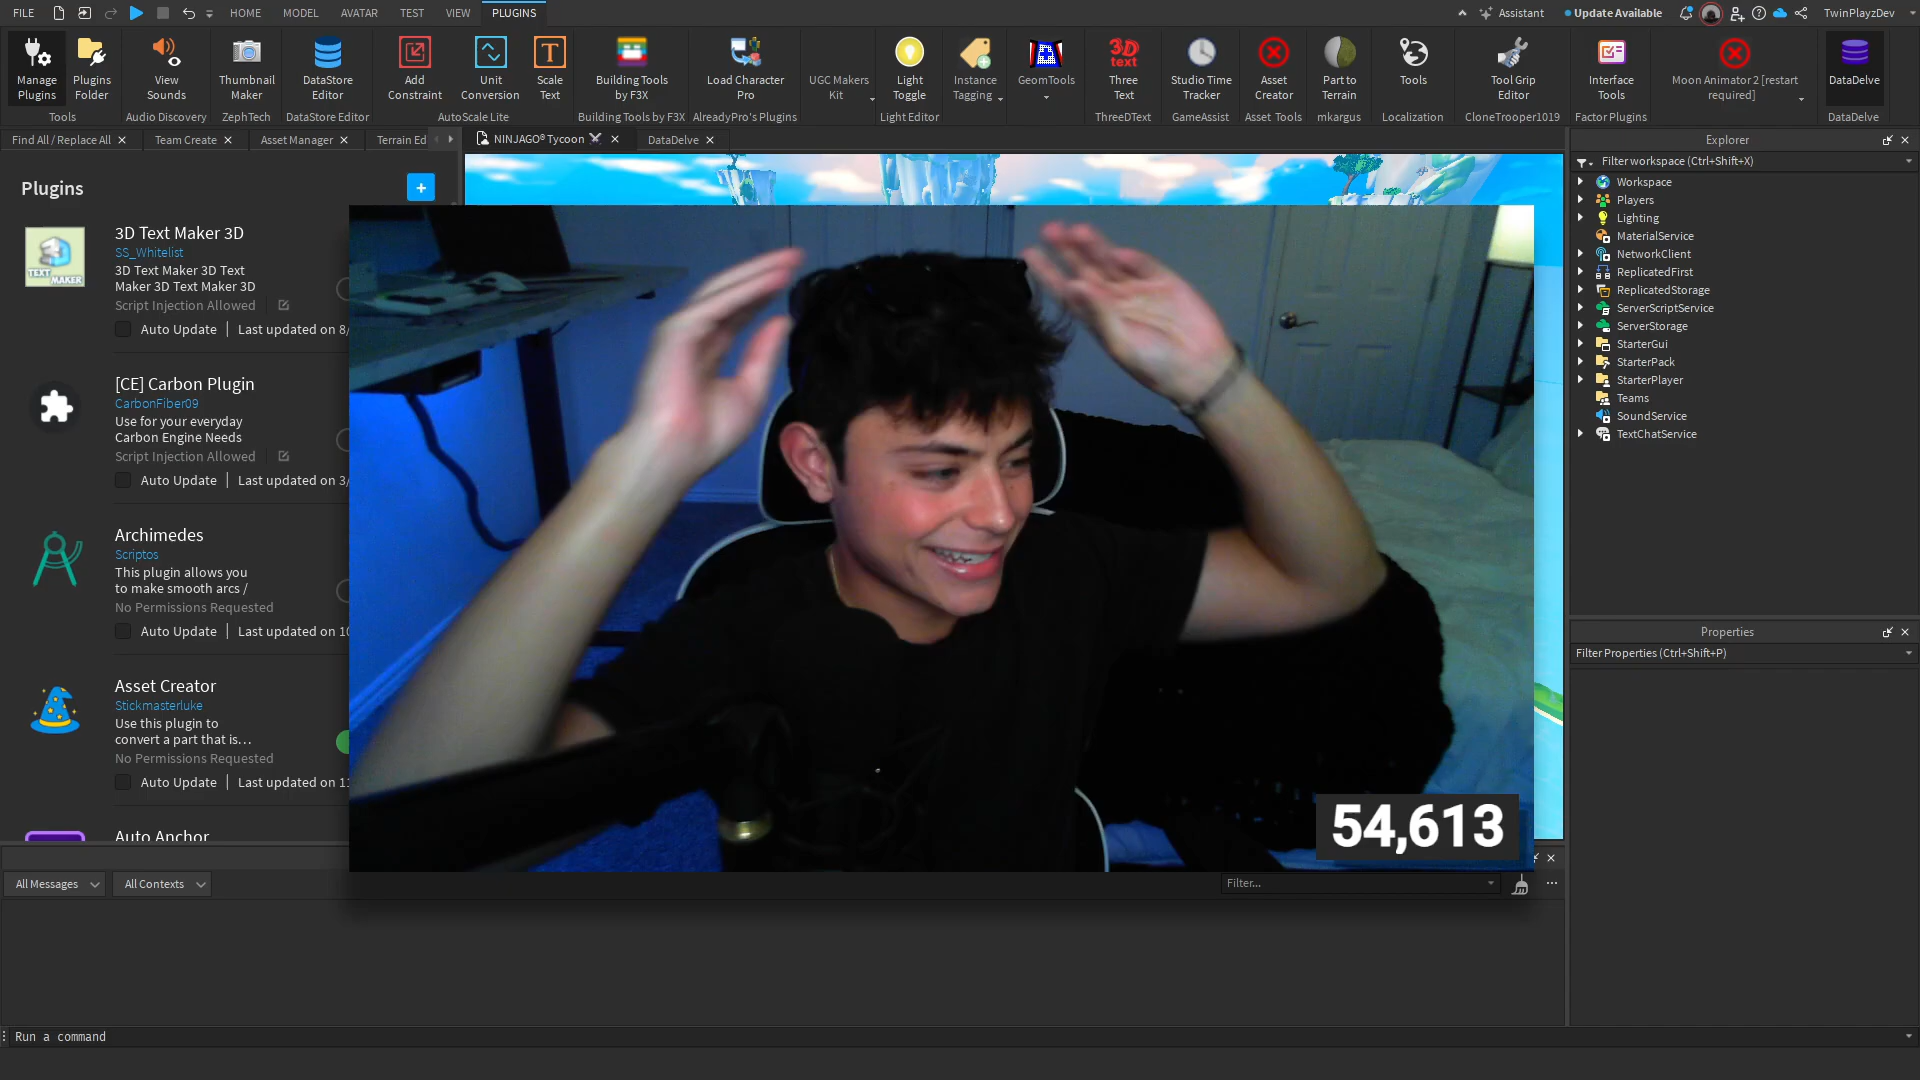 FILE HOME MODEL AVATAR TEST VIEW PLUGINS Assistant Update Available TwinPlayzDev
Manage Plugins
Plugins Folder
Tools
View Sounds
Audio Discovery
Thumbnail Maker
ZephTech
DataStore Editor
DataStore Editor
Add Constraint
Unit Conversion
Scale Text
AutoScale Lite
Building Tools by F3X
Building Tools by F3X
Load Character Pro
AlreadyPro's Plugins
UGC Makers Kit
Light Toggle
Light Editor
Instance Tagging
GeomTools
3D text
Three Text
ThreeDText
Studio Time Tracker
GameAssist
Asset Creator
Asset Tools
Part to Terrain
mkargus
Tools
Localization
Tool Grip Editor
CloneTrooper1019
Interface Tools
Factor Plugins
Moon Animator 2 [restart required]
DataDelve
DataDelve
Find All / Replace All
Team Create
Asset Manager
Terrain Ed
NINJAGO® Tycoon
DataDelve
Plugins
+
TEXT MAKER
3D Text Maker 3D
SS_Whitelist
3D Text Maker 3D Text
Maker 3D Text Maker 3D
Script Injection Allowed
Auto Update | Last updated on 8/
[CE] Carbon Plugin
CarbonFiber09
Use for your everyday
Carbon Engine Needs
Script Injection Allowed
Auto Update | Last updated on 3/
Archimedes
Scriptos
This plugin allows you
to make smooth arcs /
No Permissions Requested
Auto Update | Last updated on 10
Asset Creator
Stickmasterluke
Use this plugin to
convert a part that is…
No Permissions Requested
Auto Update | Last updated on 11
Auto Anchor
54,613
Explorer
Filter workspace (Ctrl+Shift+X)
Workspace
Players
Lighting
MaterialService
NetworkClient
ReplicatedFirst
ReplicatedStorage
ServerScriptService
ServerStorage
StarterGui
StarterPack
StarterPlayer
Teams
SoundService
TextChatService
Properties
Filter Properties (Ctrl+Shift+P)
All Messages
All Contexts
Filter...
Run a command